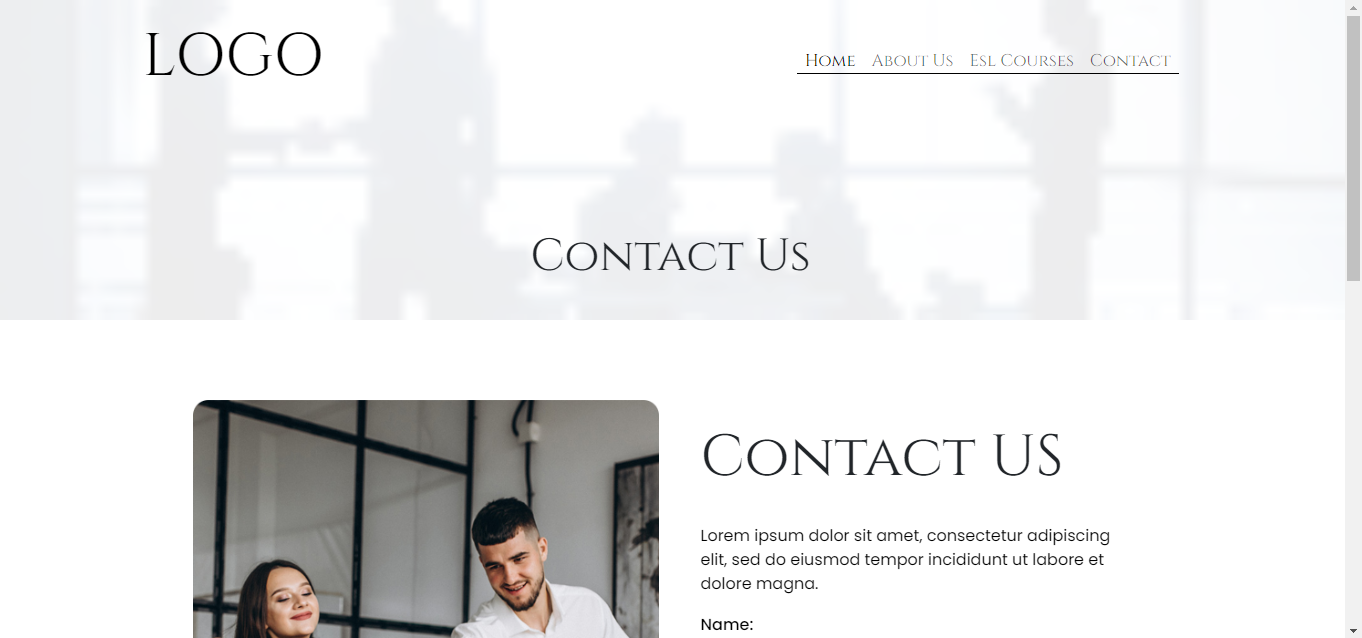 LOGO
Home About Us Esl Courses Contact
Contact Us
Contact US
Lorem ipsum dolor sit amet, consectetur adipiscing
elit, sed do eiusmod tempor incididunt ut labore et
dolore magna.
Name: